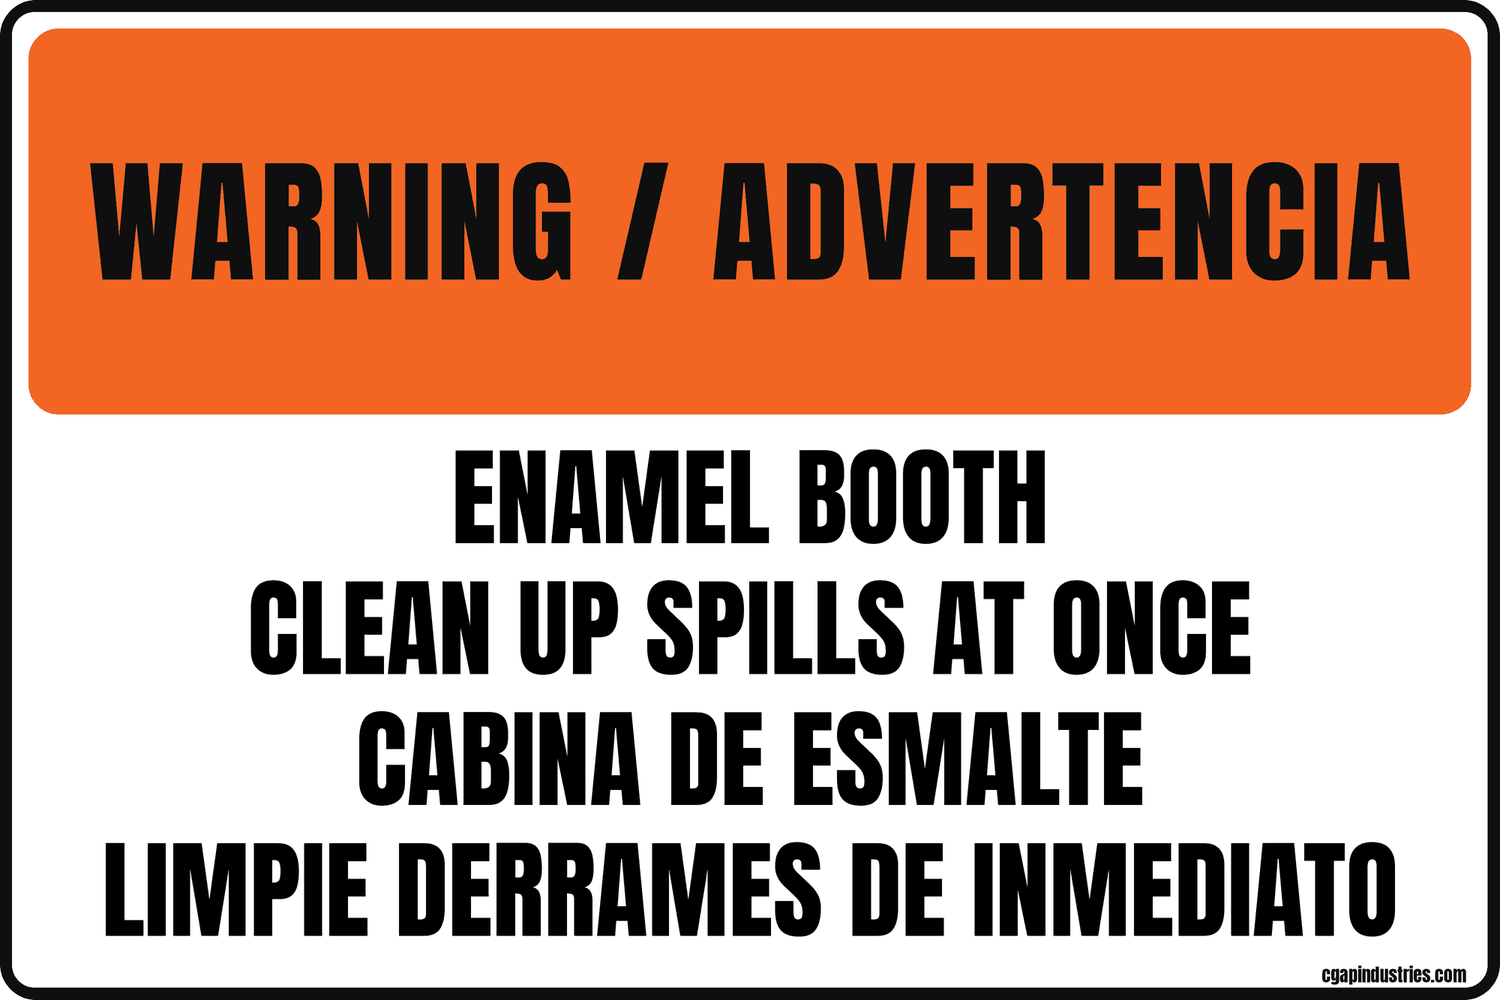 WARNING / ADVERTENCIA
ENAMEL BOOTH
CLEAN UP SPILLS AT ONCE
CABINA DE ESMALTE
LIMPIE DERRAMES DE INMEDIATO
cgapindustries.com